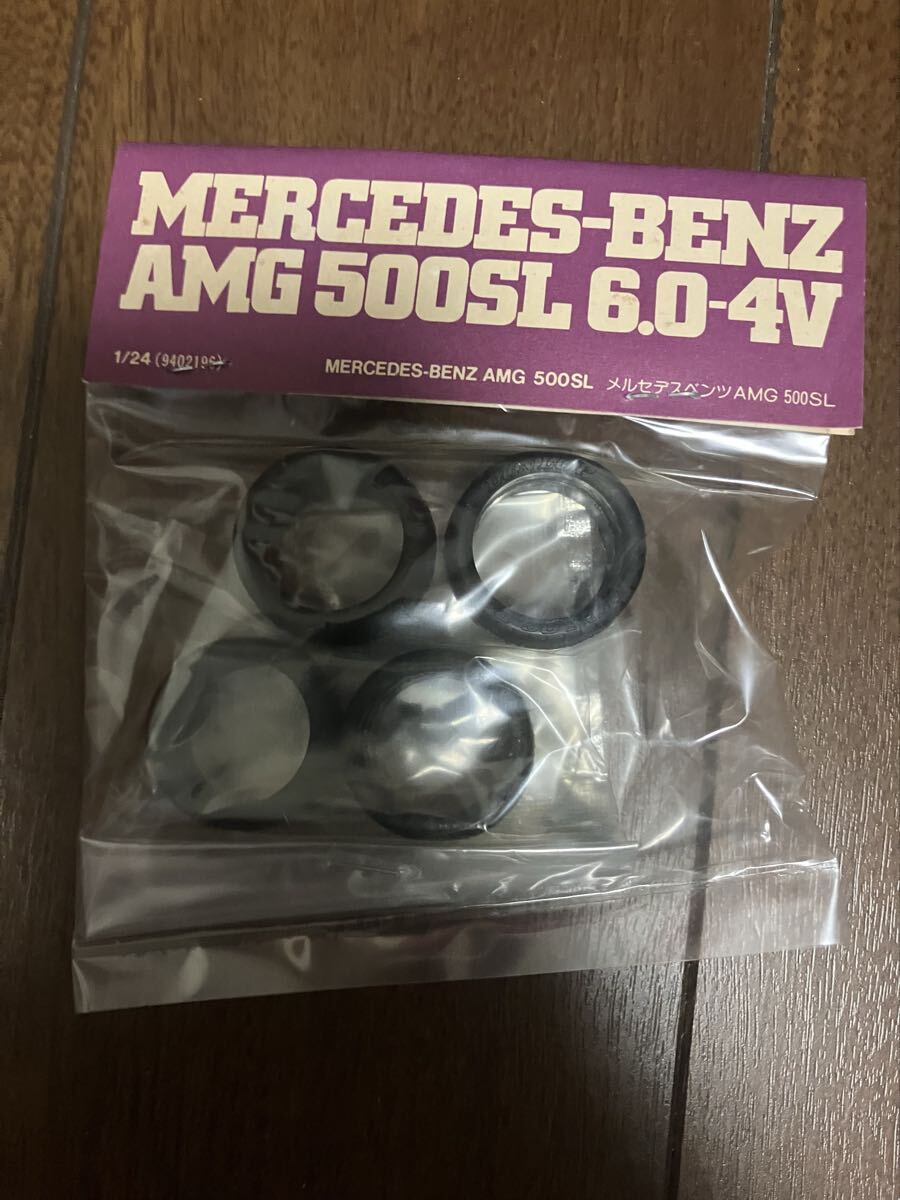 MERCEDES-BENZ
AMG 500SL 6.0-4V
1/24 (9402196) MERCEDES-BENZ AMG 500SL メルセデスベンツAMG 500SL